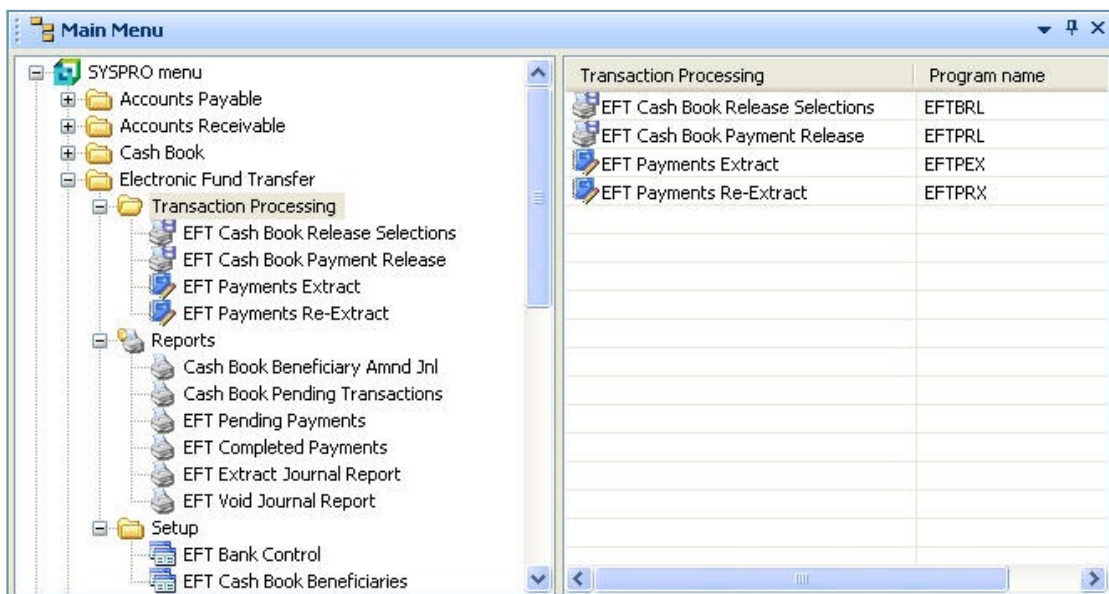 Main Menu
SYSPRO menu
Accounts Payable
Accounts Receivable
Cash Book
Electronic Fund Transfer
Transaction Processing
EFT Cash Book Release Selections
EFT Cash Book Payment Release
EFT Payments Extract
EFT Payments Re-Extract
Reports
Cash Book Beneficiary Amnd Jnl
Cash Book Pending Transactions
EFT Pending Payments
EFT Completed Payments
EFT Extract Journal Report
EFT Void Journal Report
Setup
EFT Bank Control
EFT Cash Book Beneficiaries
Transaction Processing Program name
EFT Cash Book Release Selections EFTBRL
EFT Cash Book Payment Release EFTPRL
EFT Payments Extract EFTPEX
EFT Payments Re-Extract EFTPRX